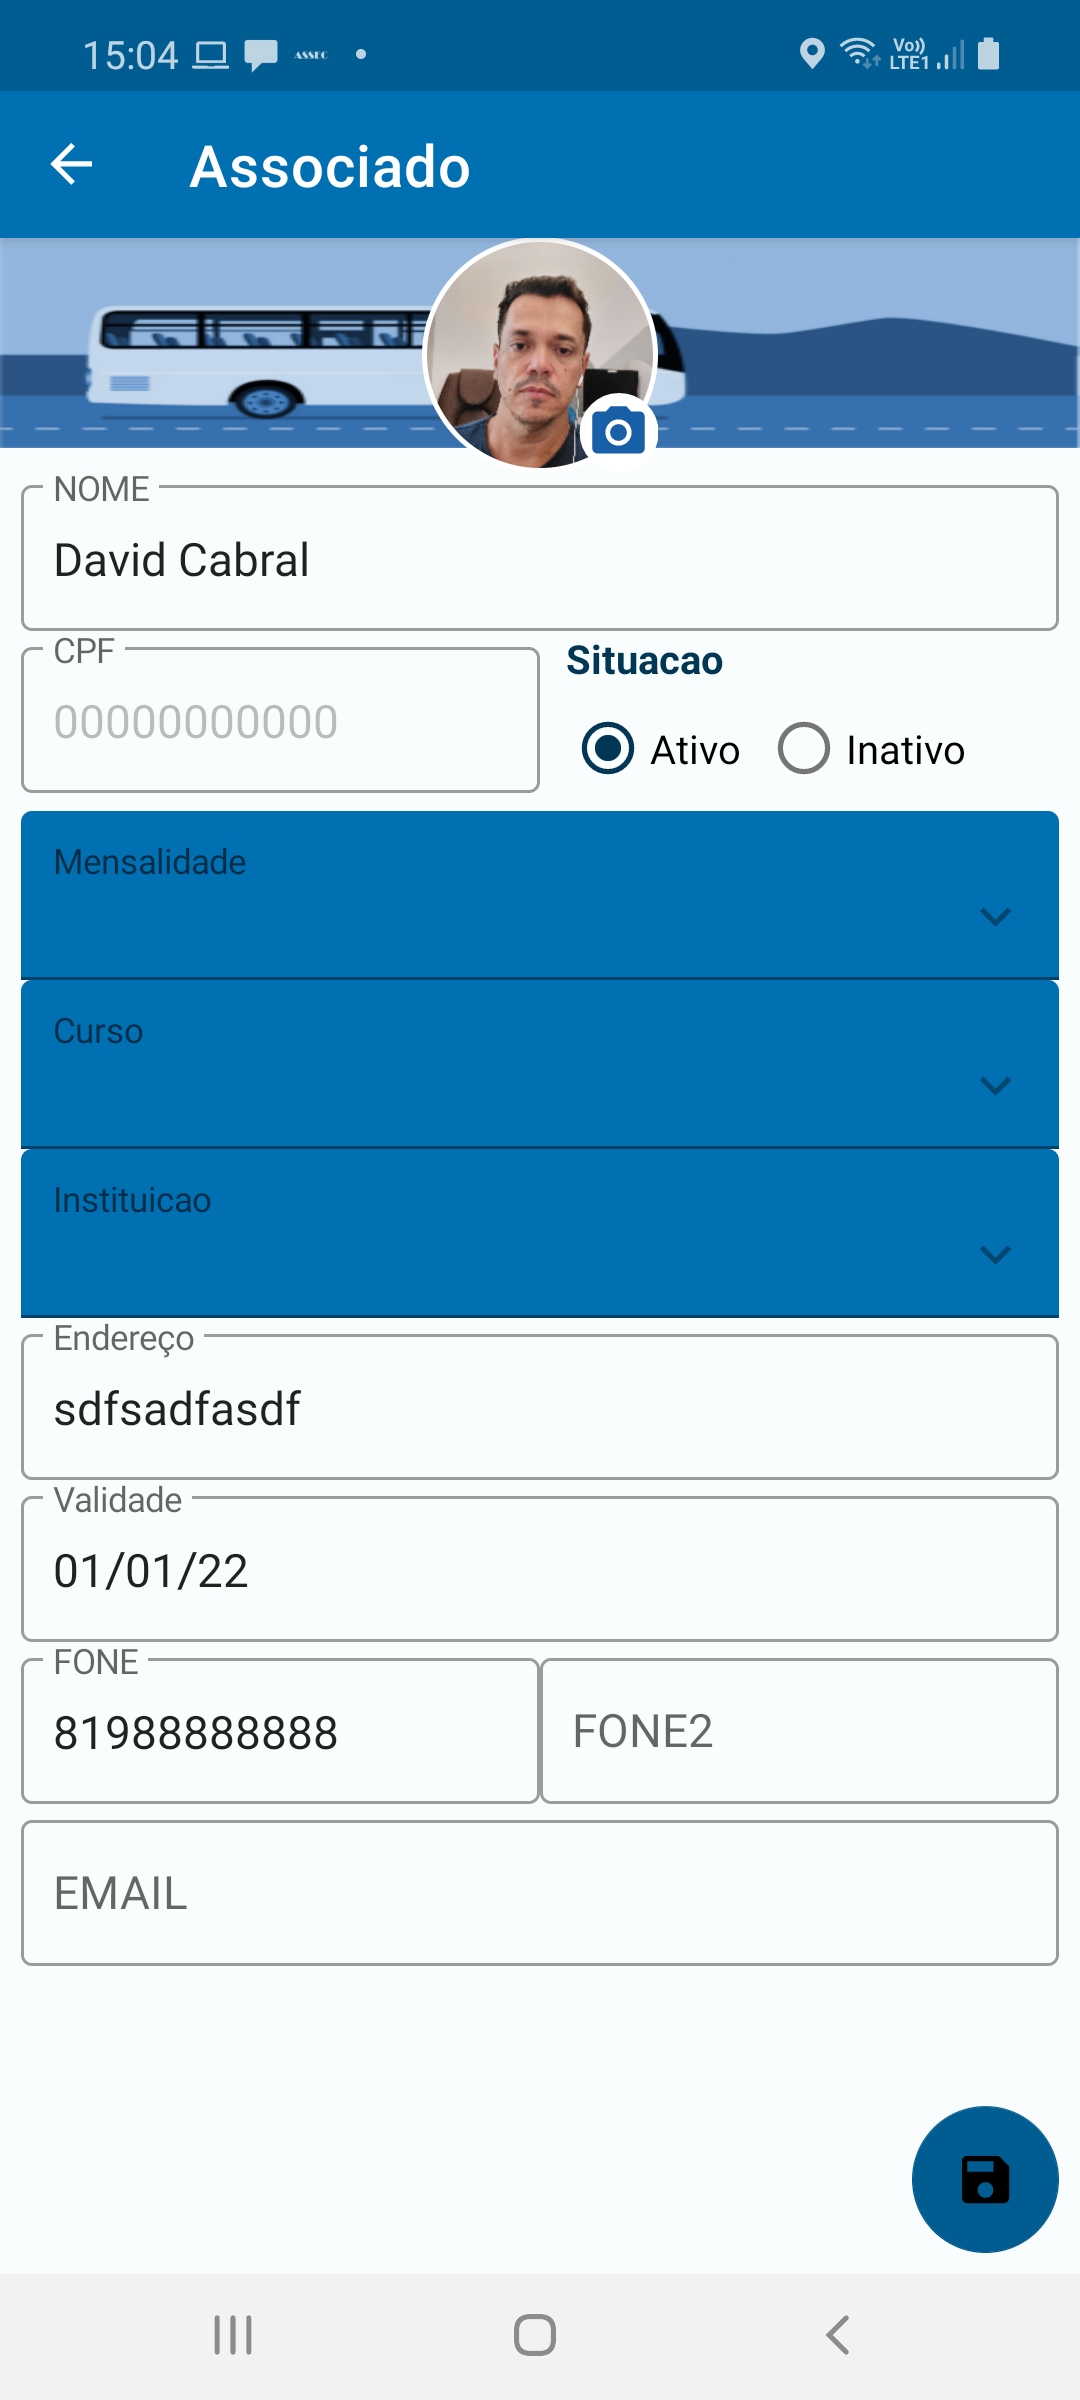 15:04 ASSEC Vo)) LTE1
Associado
NOME
David Cabral
CPF
00000000000
Situacao
Ativo Inativo
Mensalidade
Curso
Instituicao
Endereço
sdfsadfasdf
Validade
01/01/22
FONE
81988888888
FONE2
EMAIL